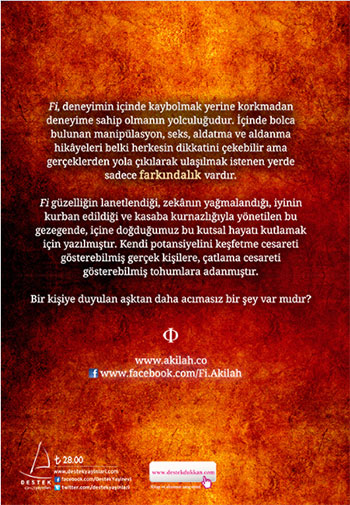 Fi, deneyimin içinde kaybolmak yerine korkmadan
deneyime sahip olmanın yolculuğudur. İçinde bolca
bulunan manipülasyon, seks, aldatma ve aldanma
hikâyeleri belki herkesin dikkatini çekebilir ama
gerçeklerden yola çıkılarak ulaşılmak istenen yerde
sadece farkındalık vardır.
Fi güzelliğin lanetlendiği, zekânın yağmalandığı, iyinin
kurban edildiği ve kasaba kurnazlığıyla yönetilen bu
gezegende, içine doğduğumuz bu kutsal hayatı kutlamak
için yazılmıştır. Kendi potansiyelini keşfetme cesareti
gösterebilmiş gerçek kişilere, çatlama cesareti
gösterebilmiş tohumlara adanmıştır.
Bir kişiye duyulan aşktan daha acımasız bir şey var mıdır?
Φ
www.akilah.co
www.facebook.com/Fi.Akilah
₺ 28.00
DESTEK
www.destekyayinlari.com
facebook.com/DestekYayinevi
twitter.com/destekyayinlari
www.destekdukkan.com